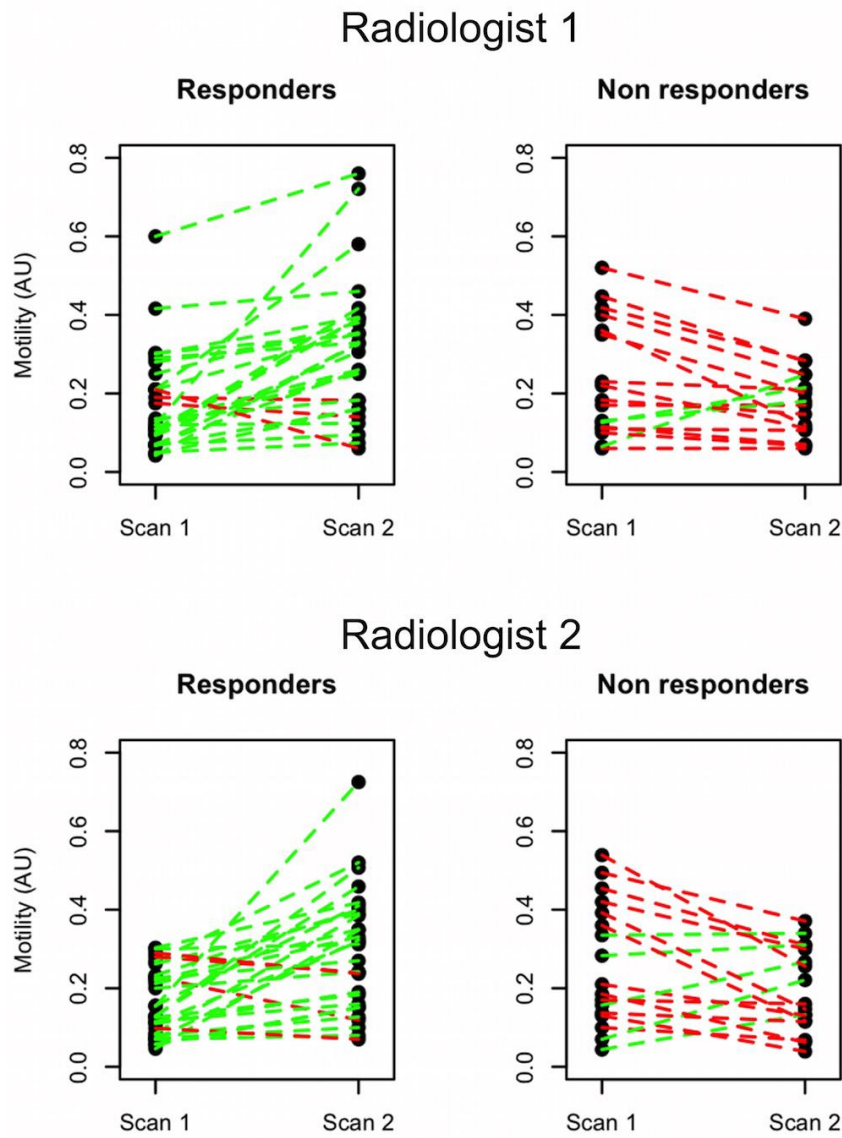 Radiologist 1
Responders
Non responders
Motility (AU)
0.8
0.6
0.4
0.2
0.0
Scan 1
Scan 2
0.8
0.6
0.4
0.2
0.0
Scan 1
Scan 2
Radiologist 2
Responders
Non responders
Motility (AU)
0.8
0.6
0.4
0.2
0.0
Scan 1
Scan 2
0.8
0.6
0.4
0.2
0.0
Scan 1
Scan 2